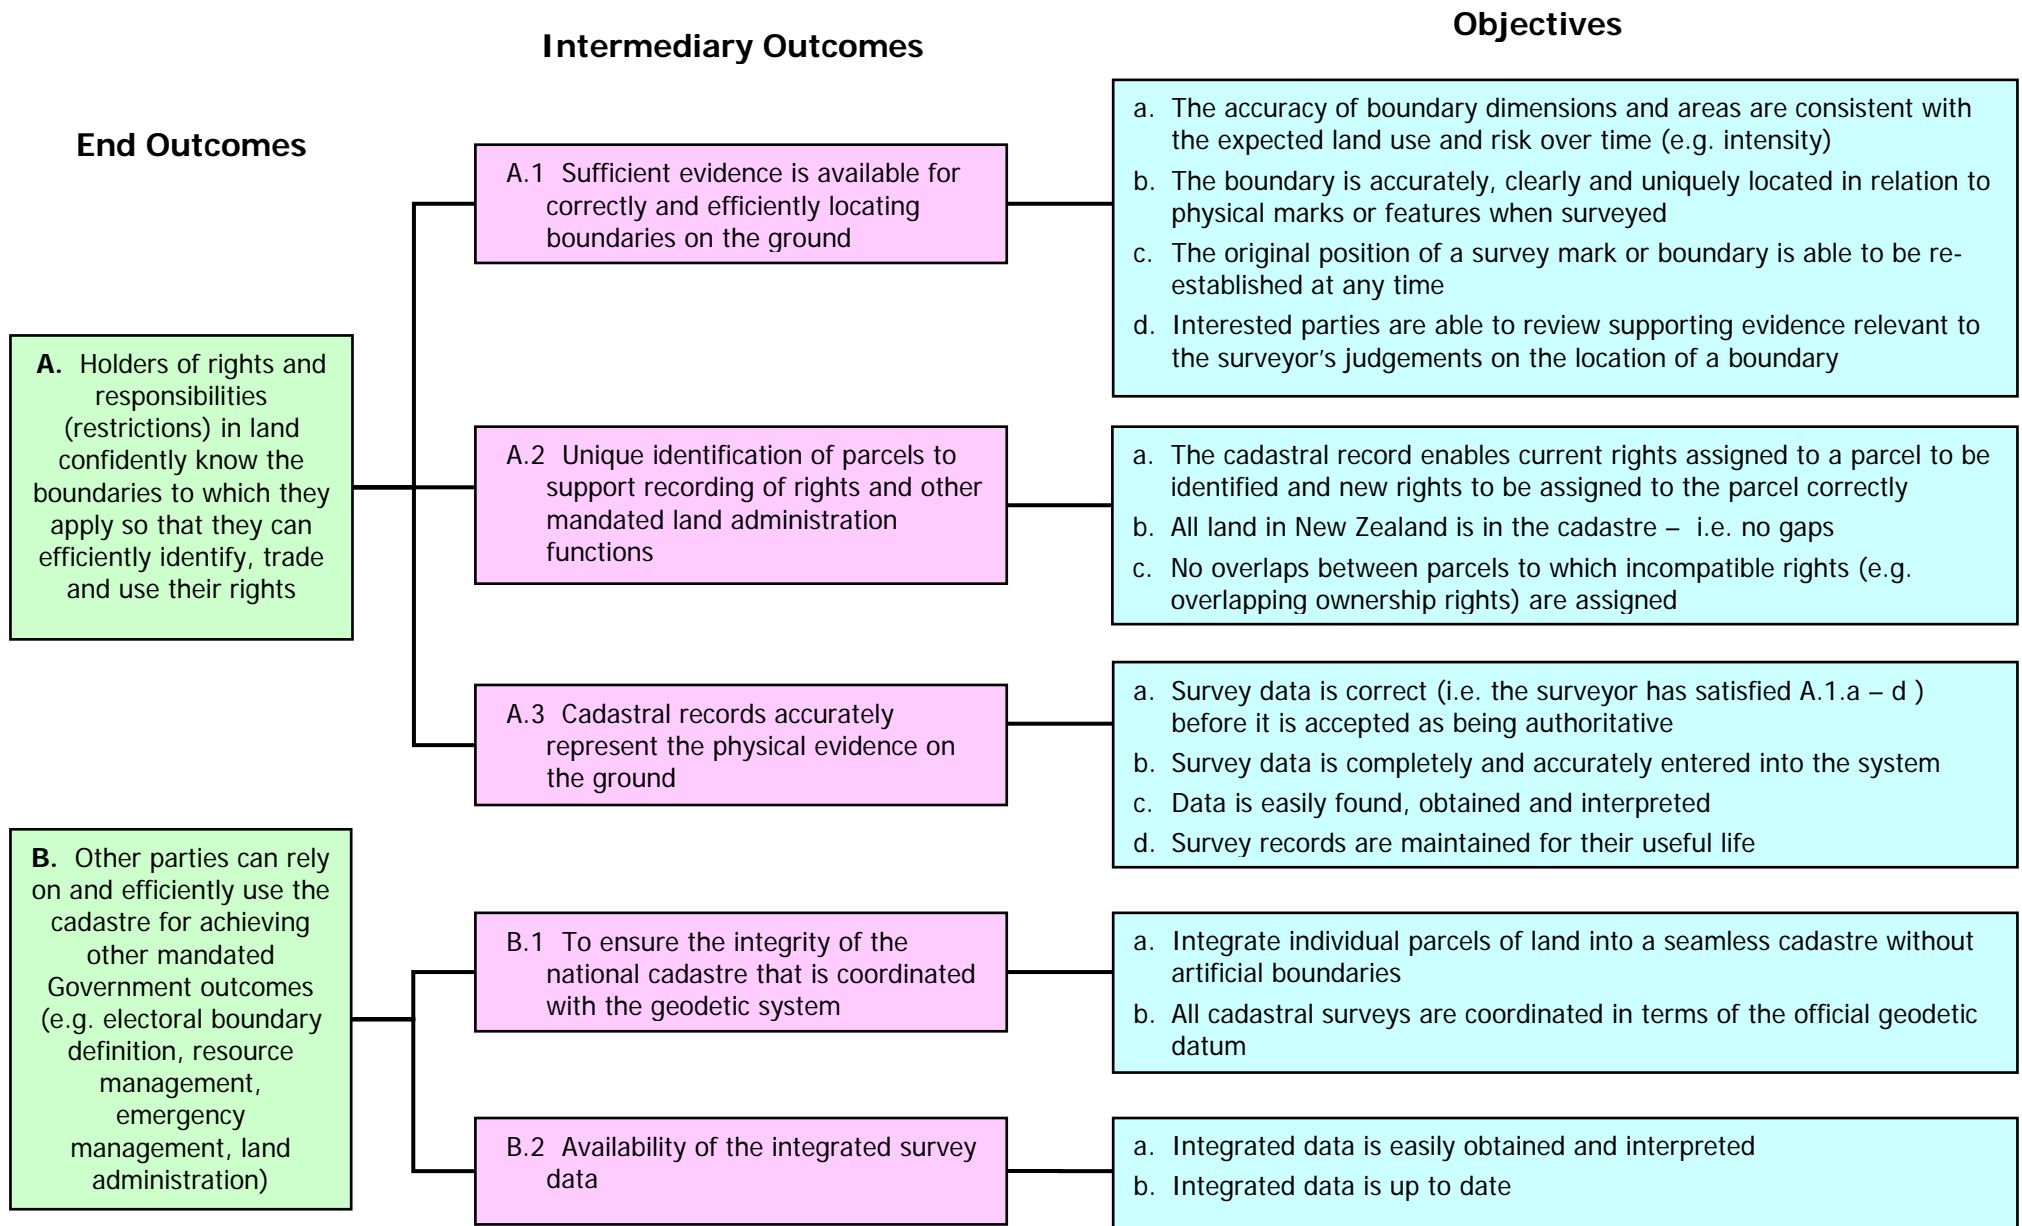 Objectives
Intermediary Outcomes
End Outcomes
A. Holders of rights and
responsibilities
(restrictions) in land
confidently know the
boundaries to which they
apply so that they can
efficiently identify, trade
and use their rights
A.1 Sufficient evidence is available for
correctly and efficiently locating
boundaries on the ground
a. The accuracy of boundary dimensions and areas are consistent with
the expected land use and risk over time (e.g. intensity)
b. The boundary is accurately, clearly and uniquely located in relation to
physical marks or features when surveyed
c. The original position of a survey mark or boundary is able to be re-
established at any time
d. Interested parties are able to review supporting evidence relevant to
the surveyor's judgements on the location of a boundary
A.2 Unique identification of parcels to
support recording of rights and other
mandated land administration
functions
a. The cadastral record enables current rights assigned to a parcel to be
identified and new rights to be assigned to the parcel correctly
b. All land in New Zealand is in the cadastre – i.e. no gaps
c. No overlaps between parcels to which incompatible rights (e.g.
overlapping ownership rights) are assigned
A.3 Cadastral records accurately
represent the physical evidence on
the ground
a. Survey data is correct (i.e. the surveyor has satisfied A.1.a – d )
before it is accepted as being authoritative
b. Survey data is completely and accurately entered into the system
c. Data is easily found, obtained and interpreted
d. Survey records are maintained for their useful life
B. Other parties can rely
on and efficiently use the
cadastre for achieving
other mandated
Government outcomes
(e.g. electoral boundary
definition, resource
management,
emergency
management, land
administration)
B.1 To ensure the integrity of the
national cadastre that is coordinated
with the geodetic system
a. Integrate individual parcels of land into a seamless cadastre without
artificial boundaries
b. All cadastral surveys are coordinated in terms of the official geodetic
datum
B.2 Availability of the integrated survey
data
a. Integrated data is easily obtained and interpreted
b. Integrated data is up to date